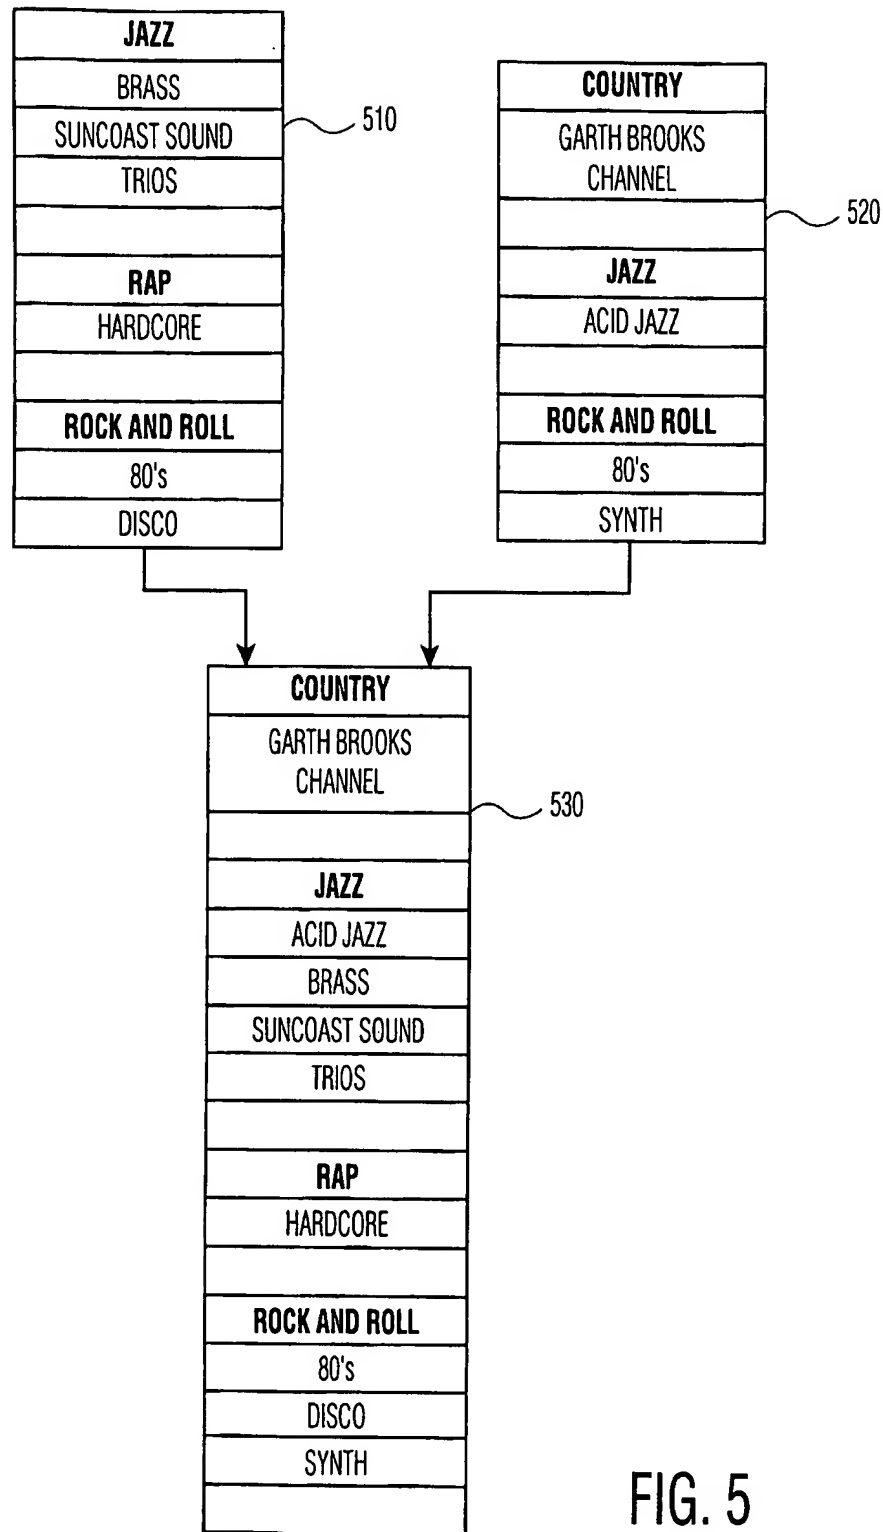 JAZZ
BRASS
SUNCOAST SOUND
TRIOS
RAP
HARDCORE
ROCK AND ROLL
80's
DISCO
510
COUNTRY
GARTH BROOKS
CHANNEL
JAZZ
ACID JAZZ
ROCK AND ROLL
80's
SYNTH
520
COUNTRY
GARTH BROOKS
CHANNEL
JAZZ
ACID JAZZ
BRASS
SUNCOAST SOUND
TRIOS
RAP
HARDCORE
ROCK AND ROLL
80's
DISCO
SYNTH
530
FIG. 5